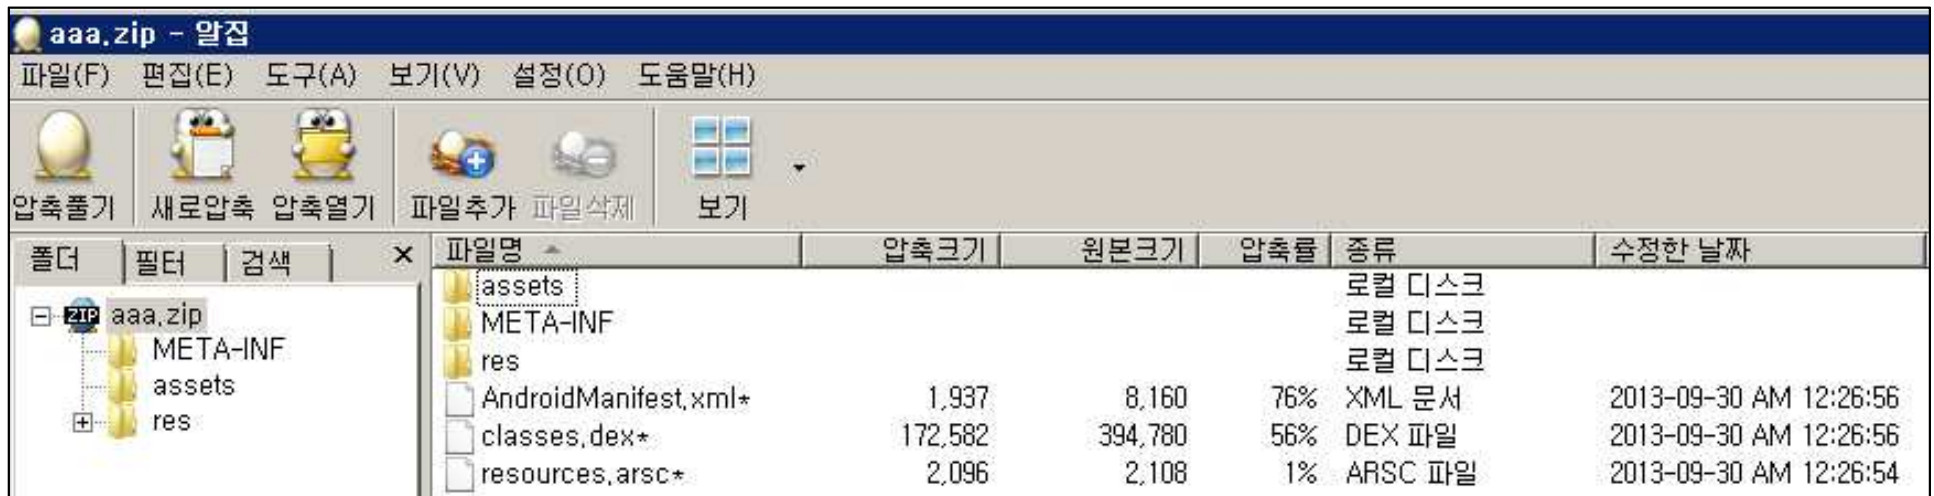 aaa.zip - 알집
파일(F) 편집(E) 도구(A) 보기(V) 설정(O) 도움말(H)
압축풀기 새로압축 압축열기 파일추가 파일삭제 보기
폴더 필터 검색 × 파일명 압축크기 원본크기 압축률 종류 수정한 날짜
assets 로컬 디스크
ZIP aaa.zip META-INF 로컬 디스크
META-INF res 로컬 디스크
assets AndroidManifest.xml* 1,937 8,160 76% XML 문서 2013-09-30 AM 12:26:56
res classes.dex* 172,582 394,780 56% DEX 파일 2013-09-30 AM 12:26:56
resources.arsc* 2,096 2,108 1% ARSC 파일 2013-09-30 AM 12:26:54